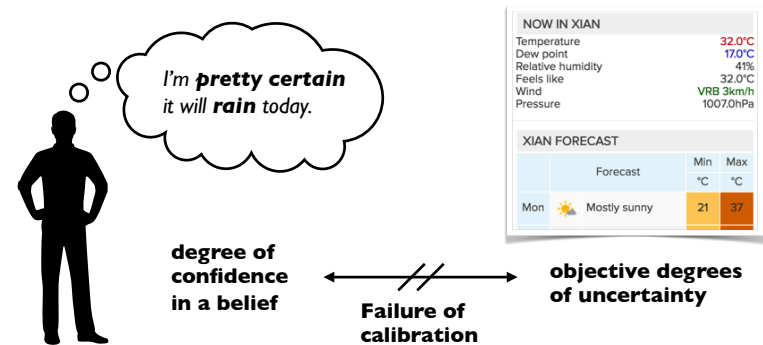 I'm pretty certain
it will rain today.
NOW IN XIAN
Temperature 32.0°C
Dew point 17.0°C
Relative humidity 41%
Feels like 32.0°C
Wind VRB 3km/h
Pressure 1007.0hPa
XIAN FORECAST
Forecast Min Max
°C °C
Mon Mostly sunny 21 37
degree of
confidence
in a belief
Failure of
calibration
objective degrees
of uncertainty